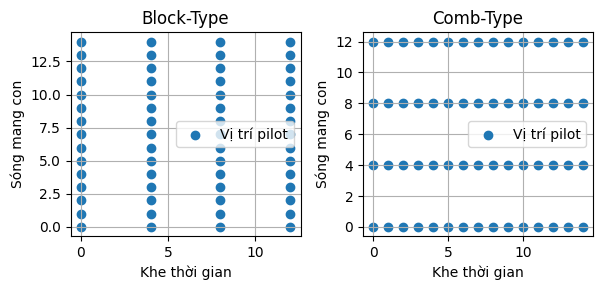 Block-Type
12.5
10.0
7.5
5.0
2.5
0.0
Sóng mang con
Vị trí pilot
0
5
10
Khe thời gian
Comb-Type
12
10
8
6
4
2
0
Sóng mang con
Vị trí pilot
0
5
10
Khe thời gian